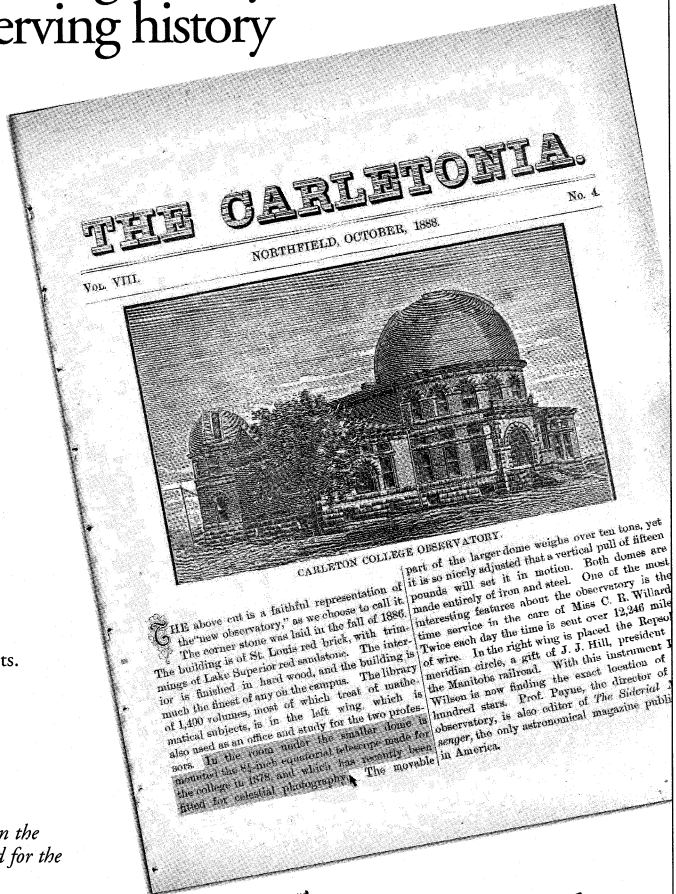 erving history
THE CARLETONIA.
VOL. VIII.
NORTHFIELD, OCTOBER, 1888.
No. 4.
CARLETON COLLEGE OBSERVATORY.
THE above cut is a faithful representation of
the "new observatory," as we choose to call it.
The corner stone was laid in the fall of 1886.
The building is of St. Louis red brick, with trim-
mings of Lake Superior red sandstone. The inter-
ior is finished in hard wood, and the building is
much the finest of any on the campus. The library
of 1,400 volumes, most of which treat of mathe-
matical subjects, is in the left wing, which is
also used as an office and study for the two profes-
sors. In the room under the smaller dome is
mounted the 8¼-inch equatorial telescope made for
the college in 1878, and which has recently been
fitted for celestial photography. The movable
part of the larger dome weighs over ten tons, yet
it is so nicely adjusted that a vertical pull of fifteen
pounds will set it in motion. Both domes are
made entirely of iron and steel. One of the most
interesting features about the observatory is the
time service in the care of Miss C. R. Willard
Twice each day the time is sent over 12,246 mile
of wire. In the right wing is placed the Repsol
meridian circle, a gift of J. J. Hill, president
the Manitoba railroad. With this instrument
Wilson is now finding the exact location of
hundred stars. Prof. Payne, the director of
observatory, is also editor of The Siderial
senger, the only astronomical magazine publi
in America.
ts.
n the
d for the